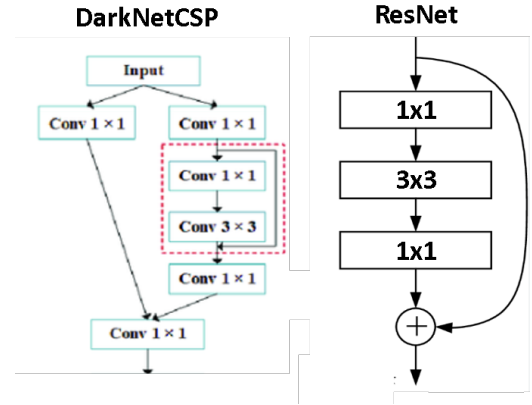 DarkNetCSP
Input
Conv 1 × 1
Conv 1 × 1
Conv 1 × 1
Conv 3 × 3
Conv 1 × 1
Conv 1 × 1
ResNet
1x1
3x3
1x1
+